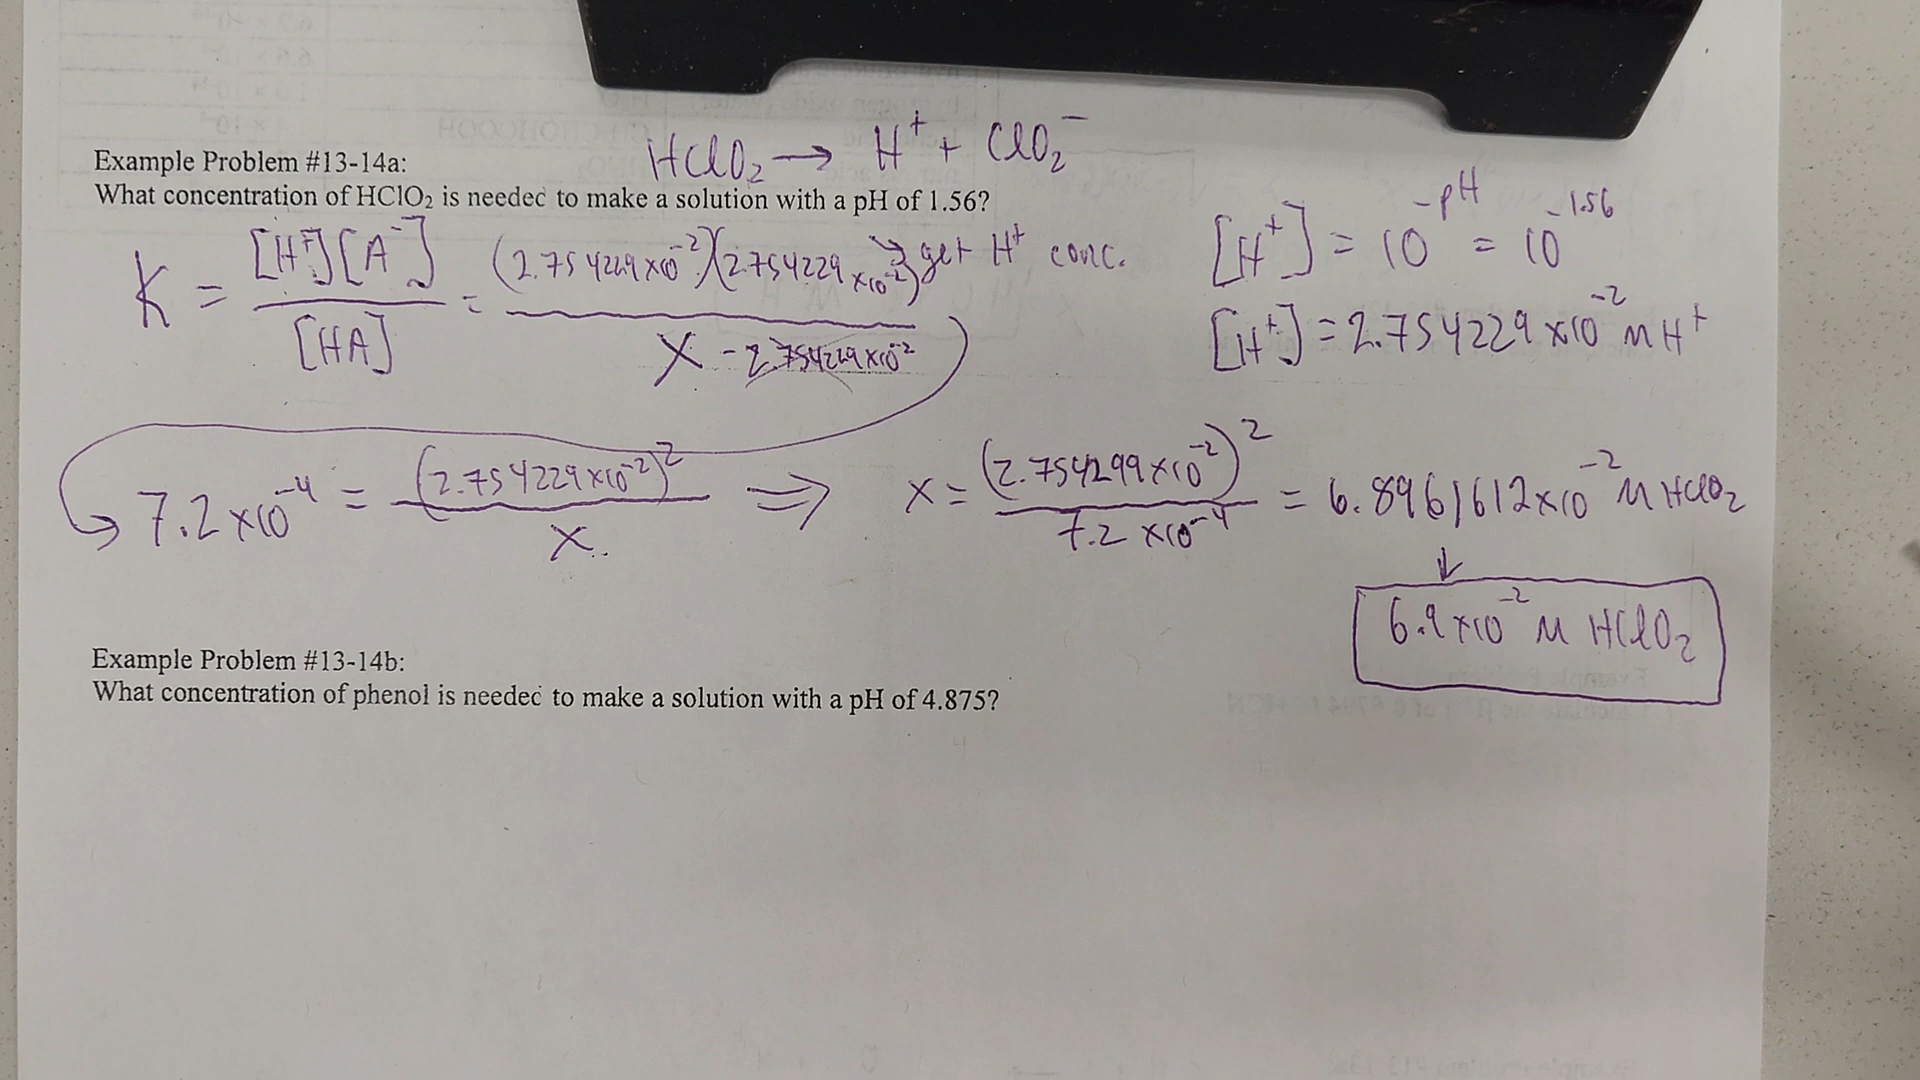 HClO₂ → H⁺ + ClO₂⁻
Example Problem #13-14a:
What concentration of HClO₂ is needed to make a solution with a pH of 1.56?
K = [H⁺][A⁻] / [HA] = (2.754229×10⁻²)(2.754229×10⁻²) / X - 2.754229×10⁻²
→ get H⁺ conc.
[H⁺] = 10^-pH = 10^-1.56
[H⁺] = 2.754229×10⁻² M H⁺
7.2×10⁻⁴ = (2.754229×10⁻²)² / X ⇒ X = (2.754299×10⁻²)² / 7.2×10⁻⁴ = 6.8961612×10⁻² M HClO₂
↓
6.9×10⁻² M HClO₂
Example Problem #13-14b:
What concentration of phenol is needed to make a solution with a pH of 4.875?